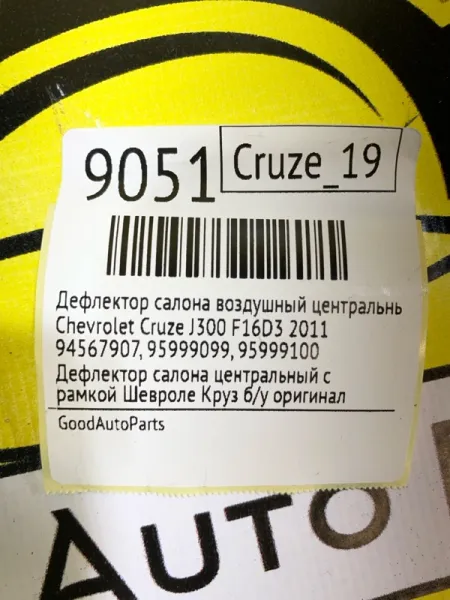 9051 Cruze_19
Дефлектор салона воздушный центральнь
Chevrolet Cruze J300 F16D3 2011
94567907, 95999099, 95999100
Дефлектор салона центральный с
рамкой Шевроле Круз б/у оригинал
GoodAutoParts
AUTO